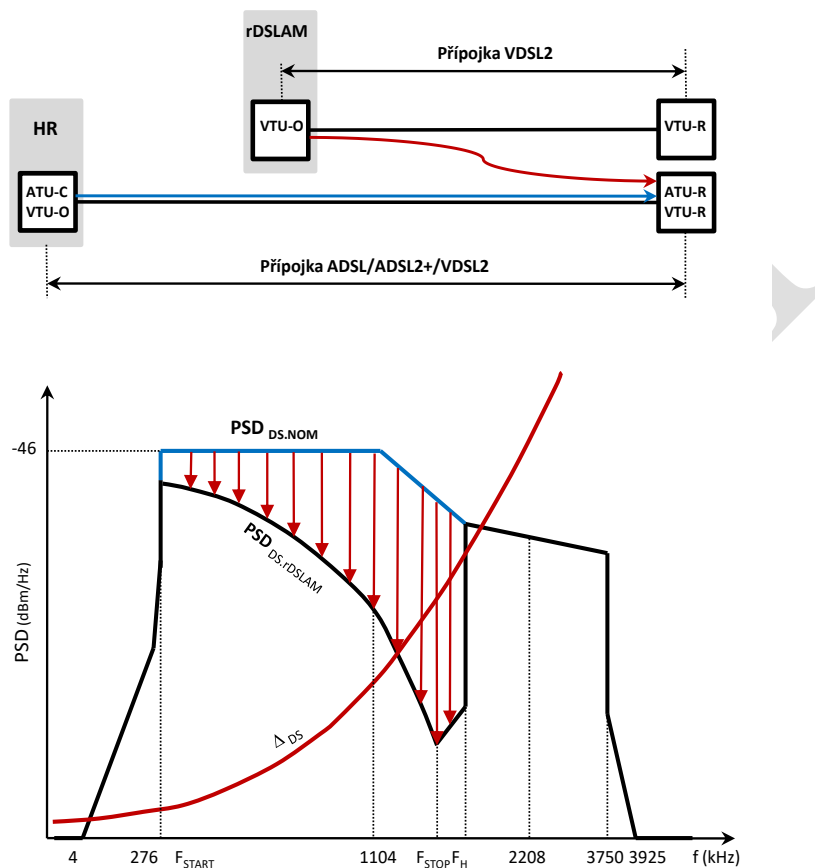 rDSLAM
Přípojka VDSL2
HR
VTU-O
VTU-R
ATU-C
VTU-O
ATU-R
VTU-R
Přípojka ADSL/ADSL2+/VDSL2
PSD DS.NOM
-46
PSD DS.rDSLAM
PSD (dBm/Hz)
Δ DS
4 276 FSTART 1104 FSTOP FH 2208 3750 3925 f (kHz)